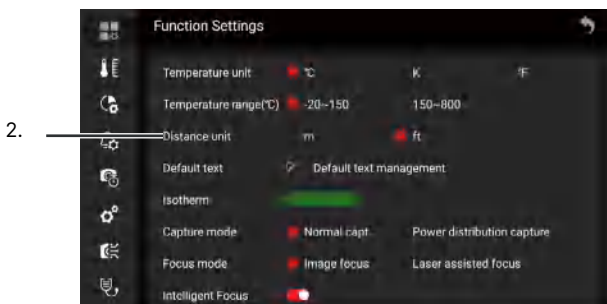 Function Settings
Temperature unit ℃ K ℉
Temperature range(℃) -20~150 150~800
2. Distance unit m ft
Default text Default text management
Isotherm
Capture mode Normal capt Power distribution capture
Focus mode Image focus Laser assisted focus
Intelligent Focus